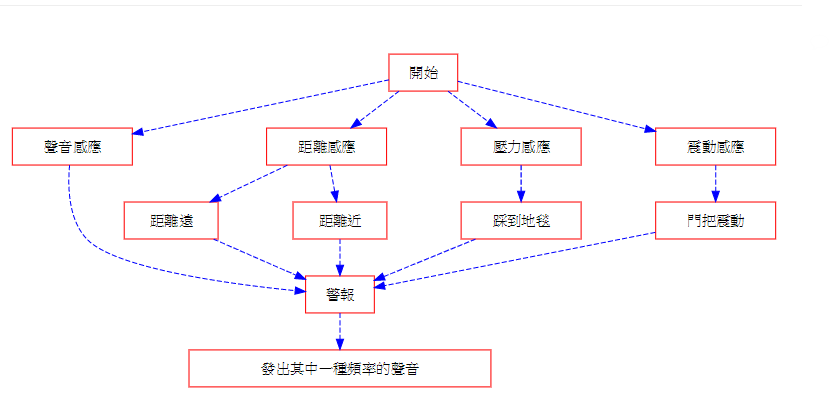 開始
聲音感應
距離感應
壓力感應
震動感應
距離遠
距離近
踩到地毯
門把震動
警報
發出其中一種頻率的聲音